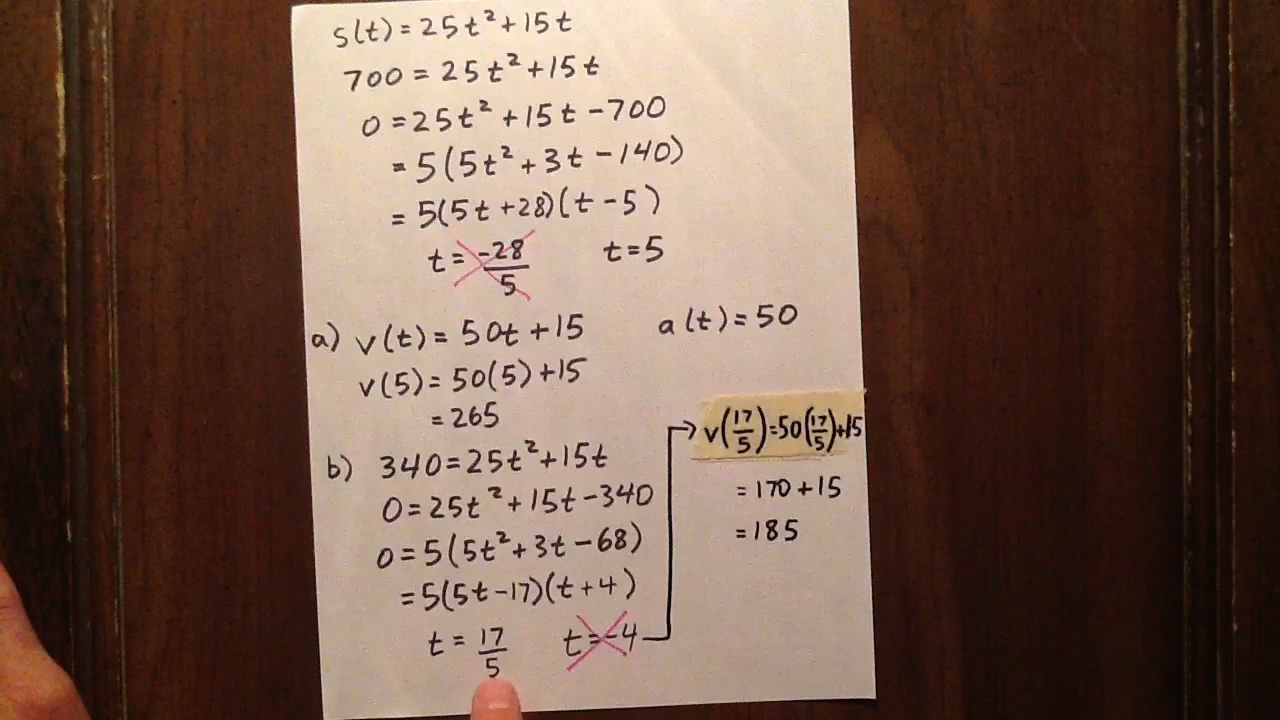 s(t) = 25t² + 15t
700 = 25t² + 15t
0 = 25t² + 15t - 700
= 5(5t² + 3t - 140)
= 5(5t + 28)(t - 5)
t = -28/5 t = 5
a) v(t) = 50t + 15 a(t) = 50
v(5) = 50(5) + 15
= 265
b) 340 = 25t² + 15t
0 = 25t² + 15t - 340
0 = 5(5t² + 3t - 68)
= 5(5t - 17)(t + 4)
t = 17/5 t = -4
v(17/5) = 50(17/5) + 15
= 170 + 15
= 185